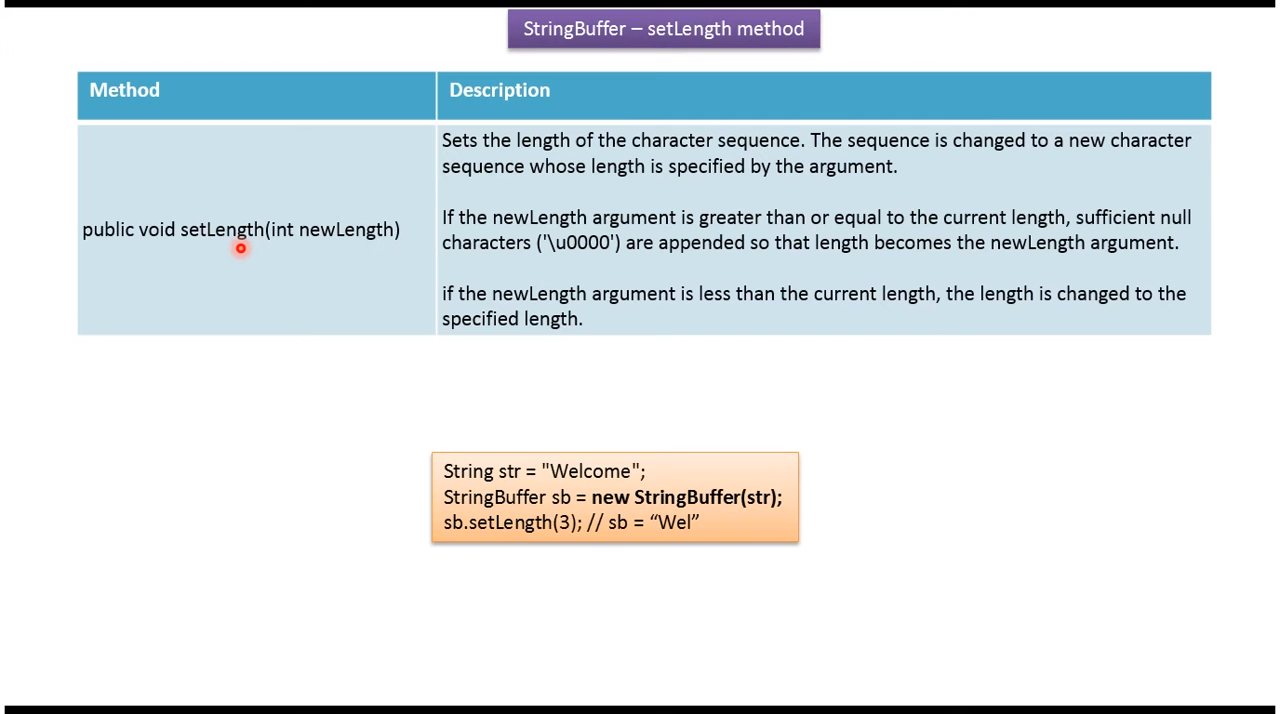 StringBuffer – setLength method
Method
Description
public void setLength(int newLength)
Sets the length of the character sequence. The sequence is changed to a new character
sequence whose length is specified by the argument.
If the newLength argument is greater than or equal to the current length, sufficient null
characters ('\u0000') are appended so that length becomes the newLength argument.
if the newLength argument is less than the current length, the length is changed to the
specified length.
String str = "Welcome";
StringBuffer sb = new StringBuffer(str);
sb.setLength(3); // sb = “Wel”